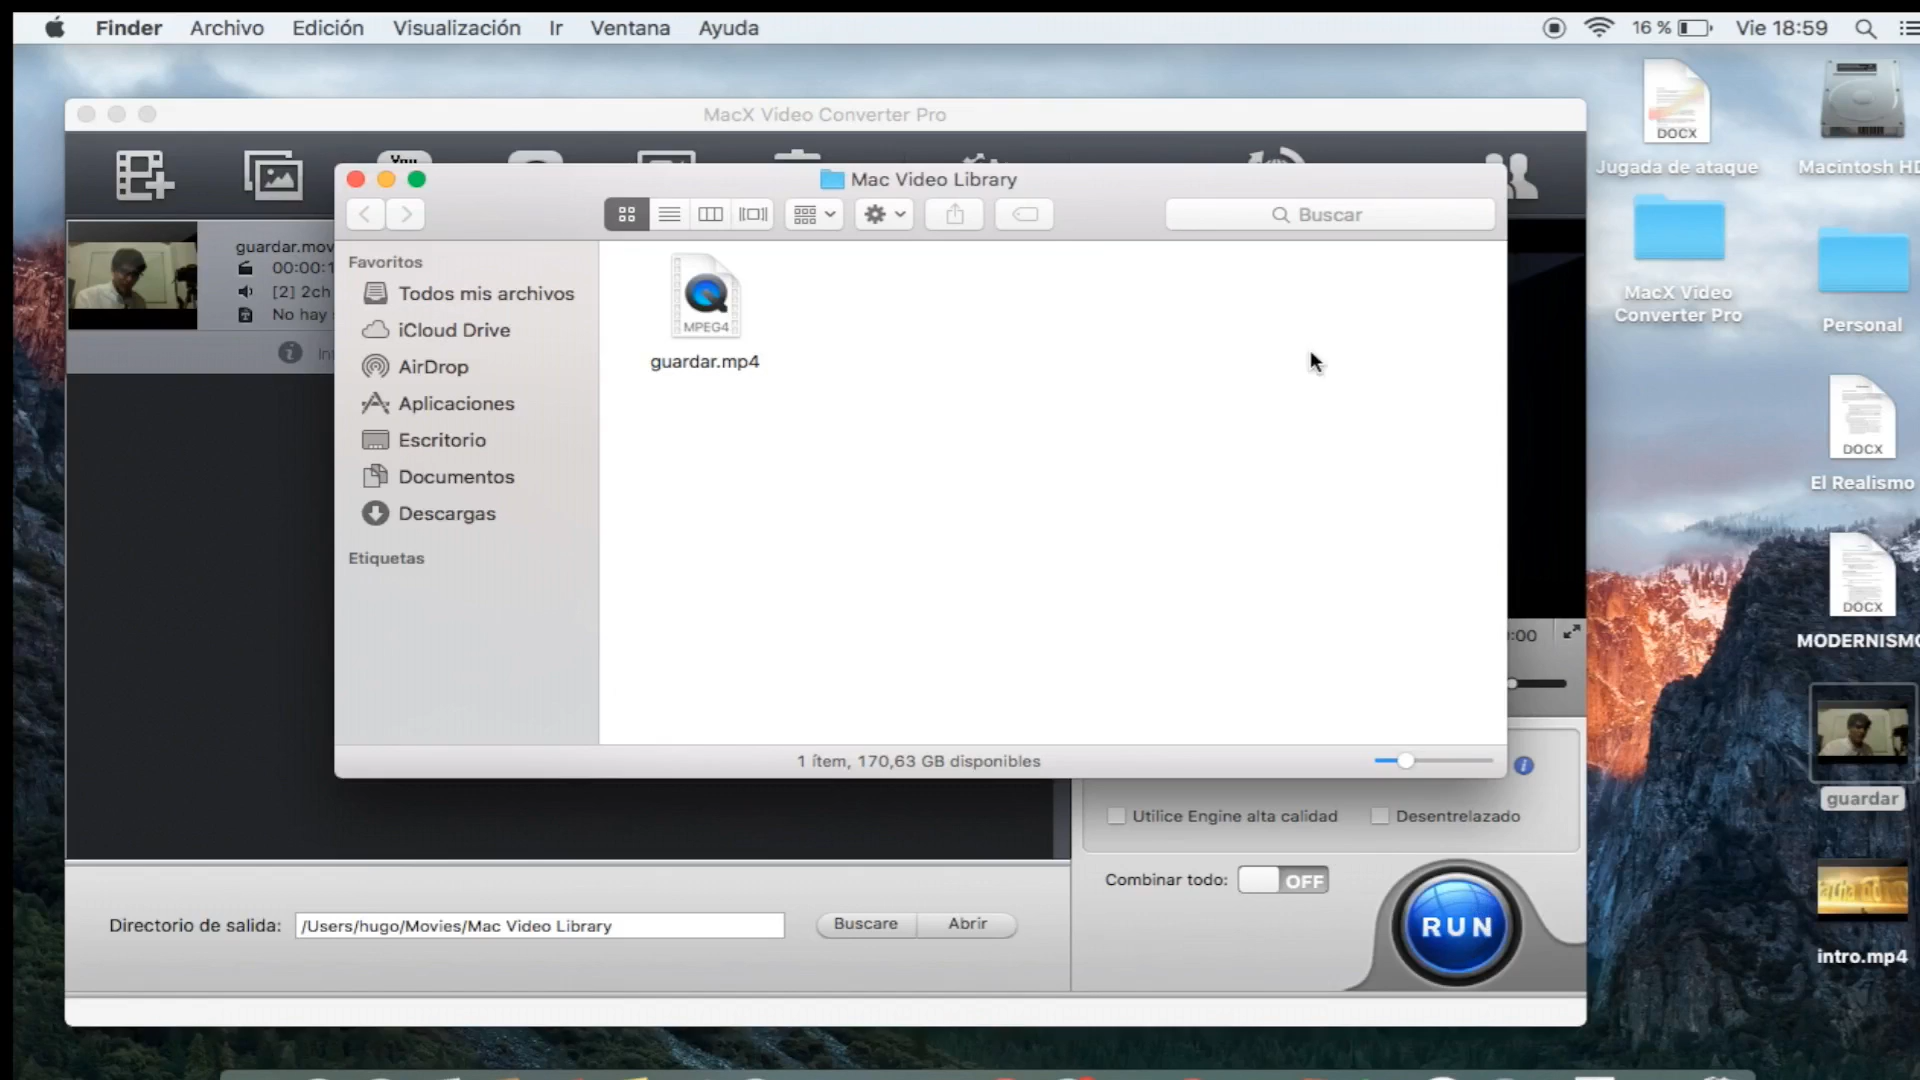 Finder Archivo Edición Visualización Ir Ventana Ayuda 16 % Vie 18:59
MacX Video Converter Pro
You
Mac Video Library
Buscar
guardar.mov
00:00:1
[2] 2ch
No hay
Favoritos
Todos mis archivos
iCloud Drive
AirDrop
Aplicaciones
Escritorio
Documentos
Descargas
Etiquetas
MPEG4
guardar.mp4
1 ítem, 170,63 GB disponibles
:00
Utilice Engine alta calidad Desentrelazado
Combinar todo: OFF
RUN
Directorio de salida: /Users/hugo/Movies/Mac Video Library Buscare Abrir
DOCX
Jugada de ataque
Macintosh HD
MacX Video
Converter Pro
Personal
DOCX
El Realismo
DOCX
MODERNISMO
guardar
intro.mp4